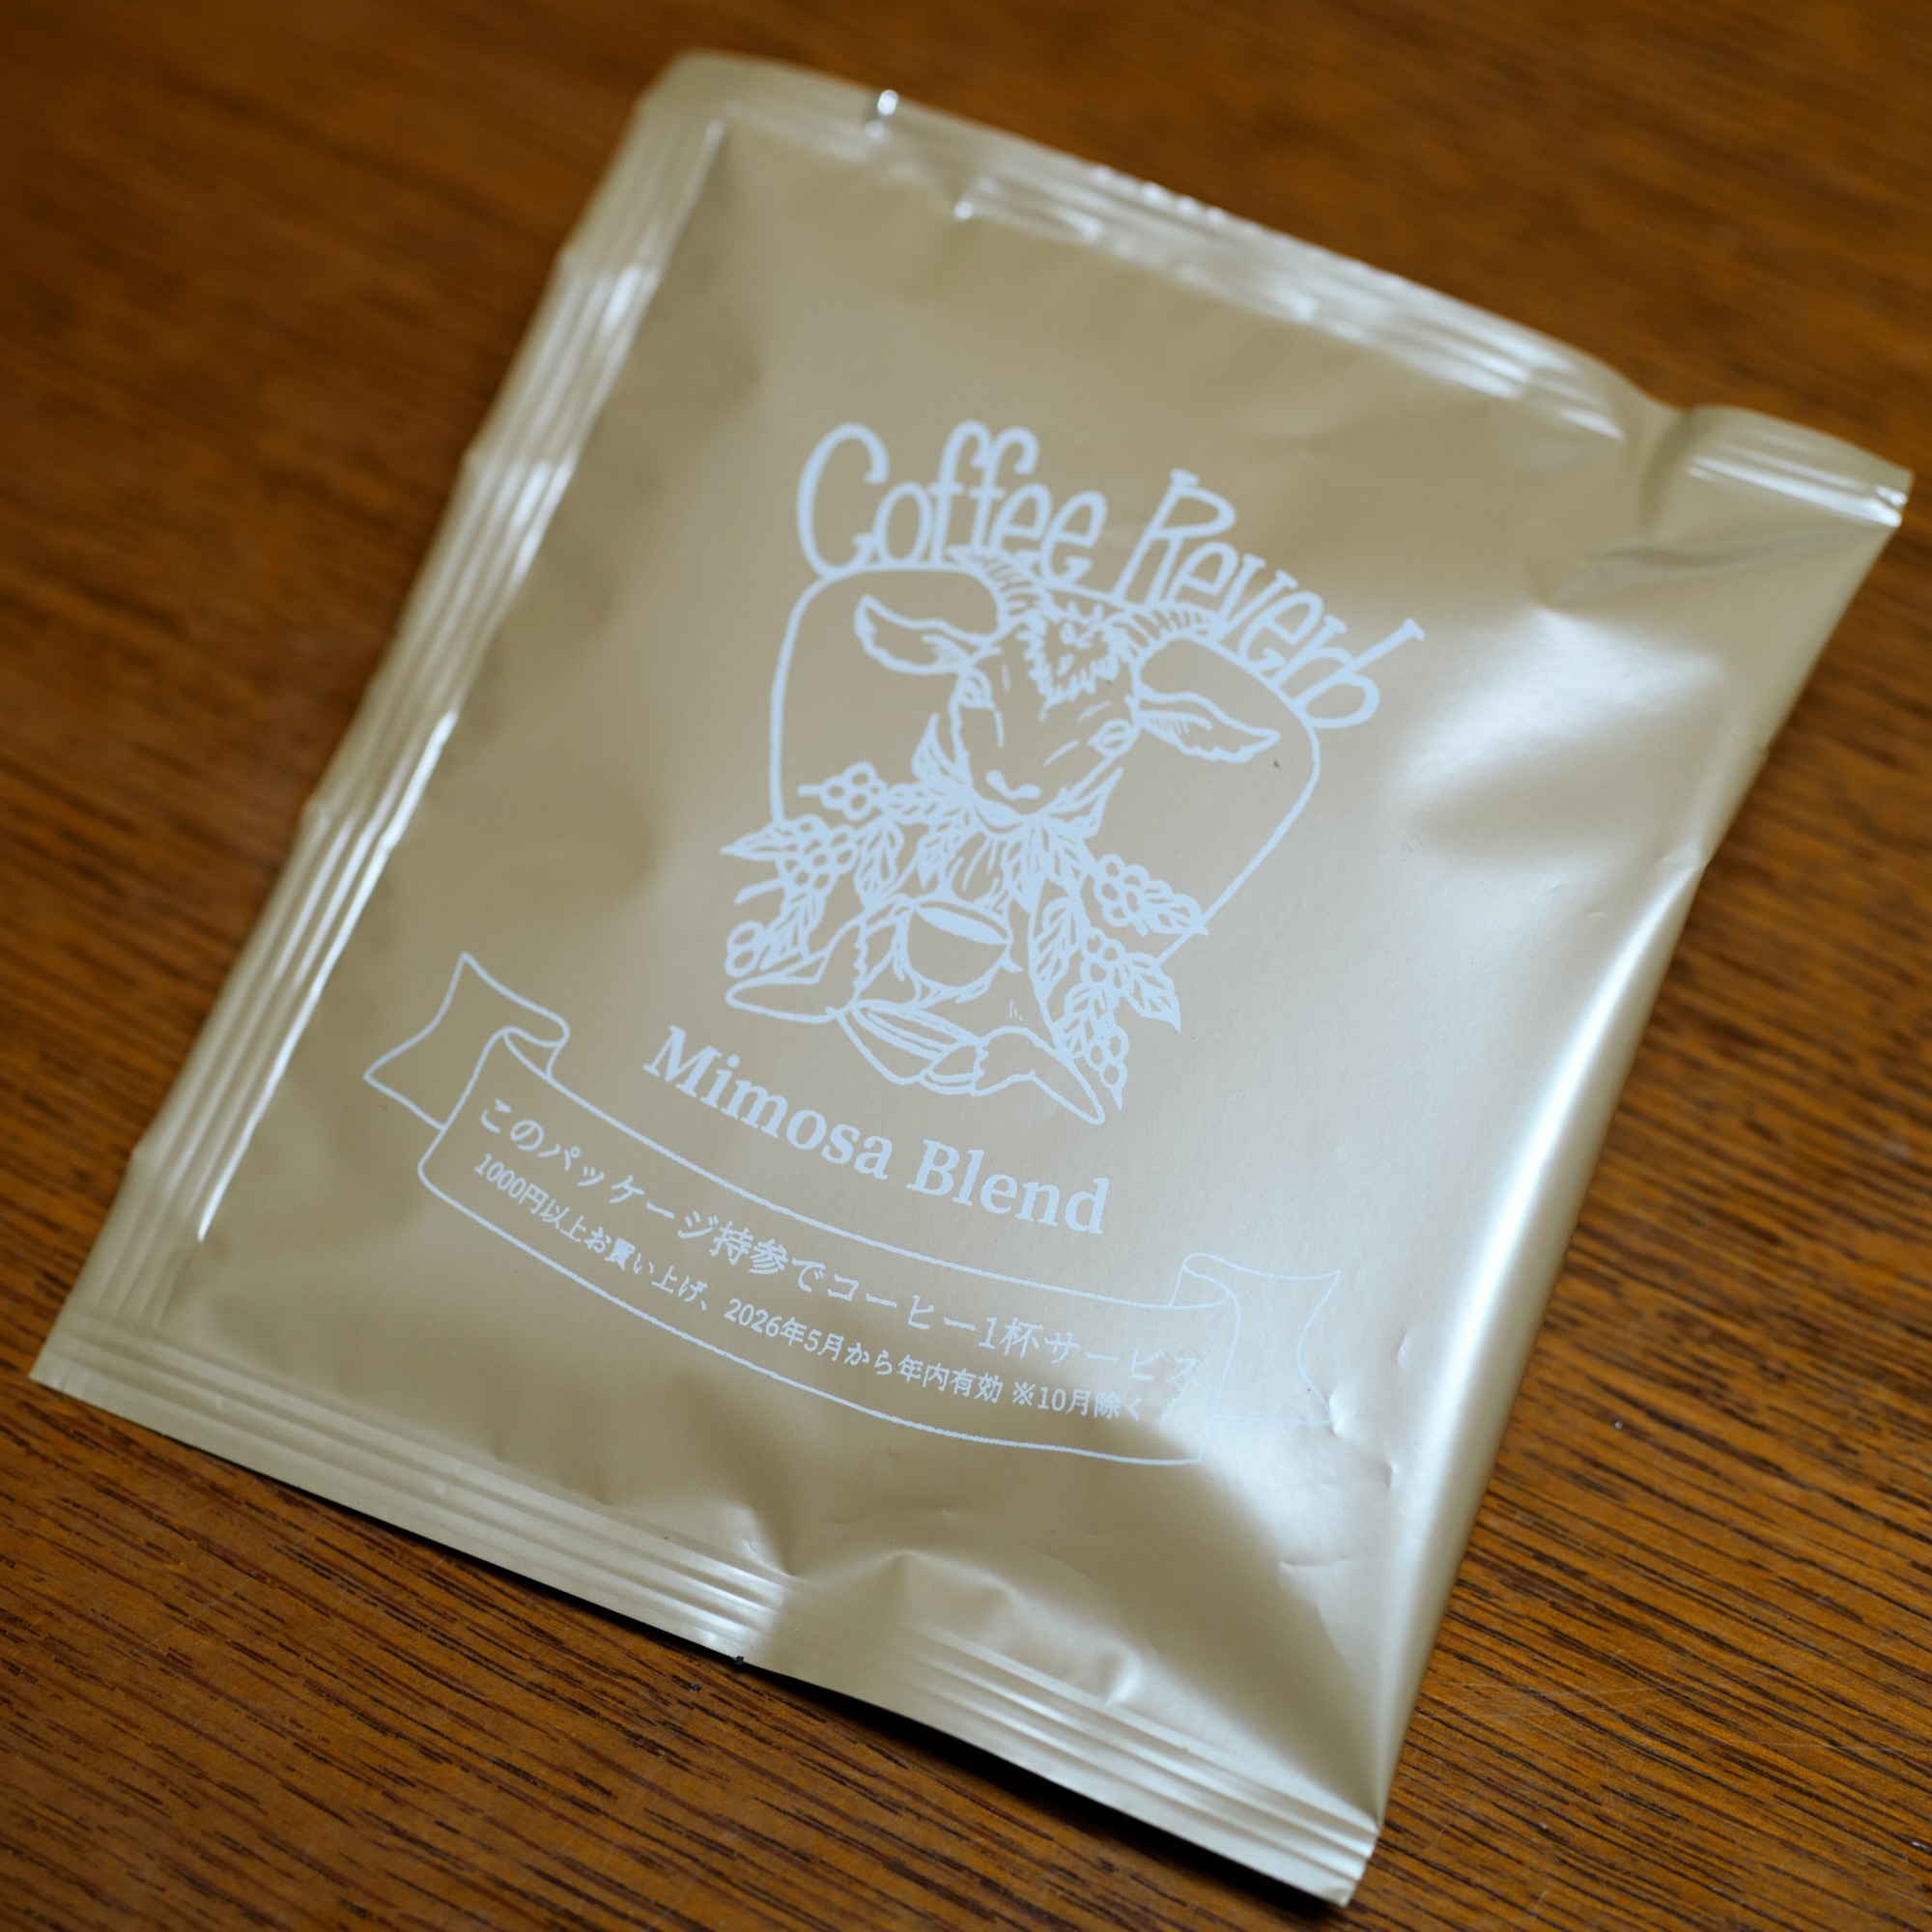 Coffee Reverb
Mimosa Blend
このパッケージ持参でコーヒー1杯サービス
1000円以上お買い上げ、2026年5月から年内有効 ※10月除く